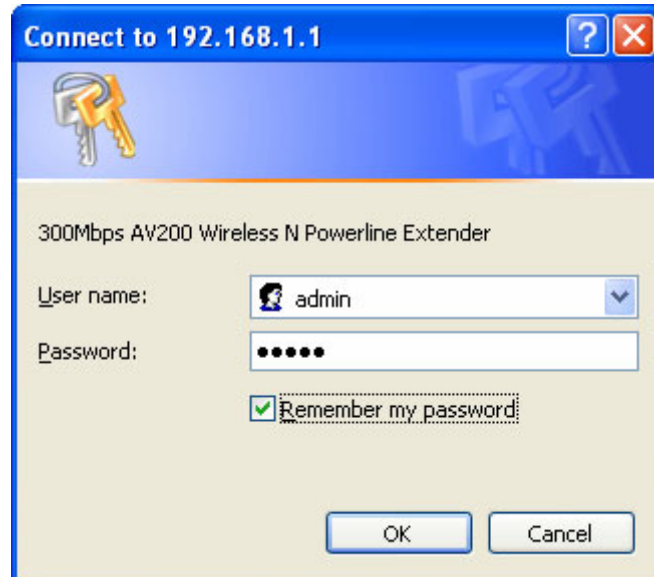 Connect to 192.168.1.1
300Mbps AV200 Wireless N Powerline Extender
User name: admin
Password: •••••
Remember my password
OK Cancel